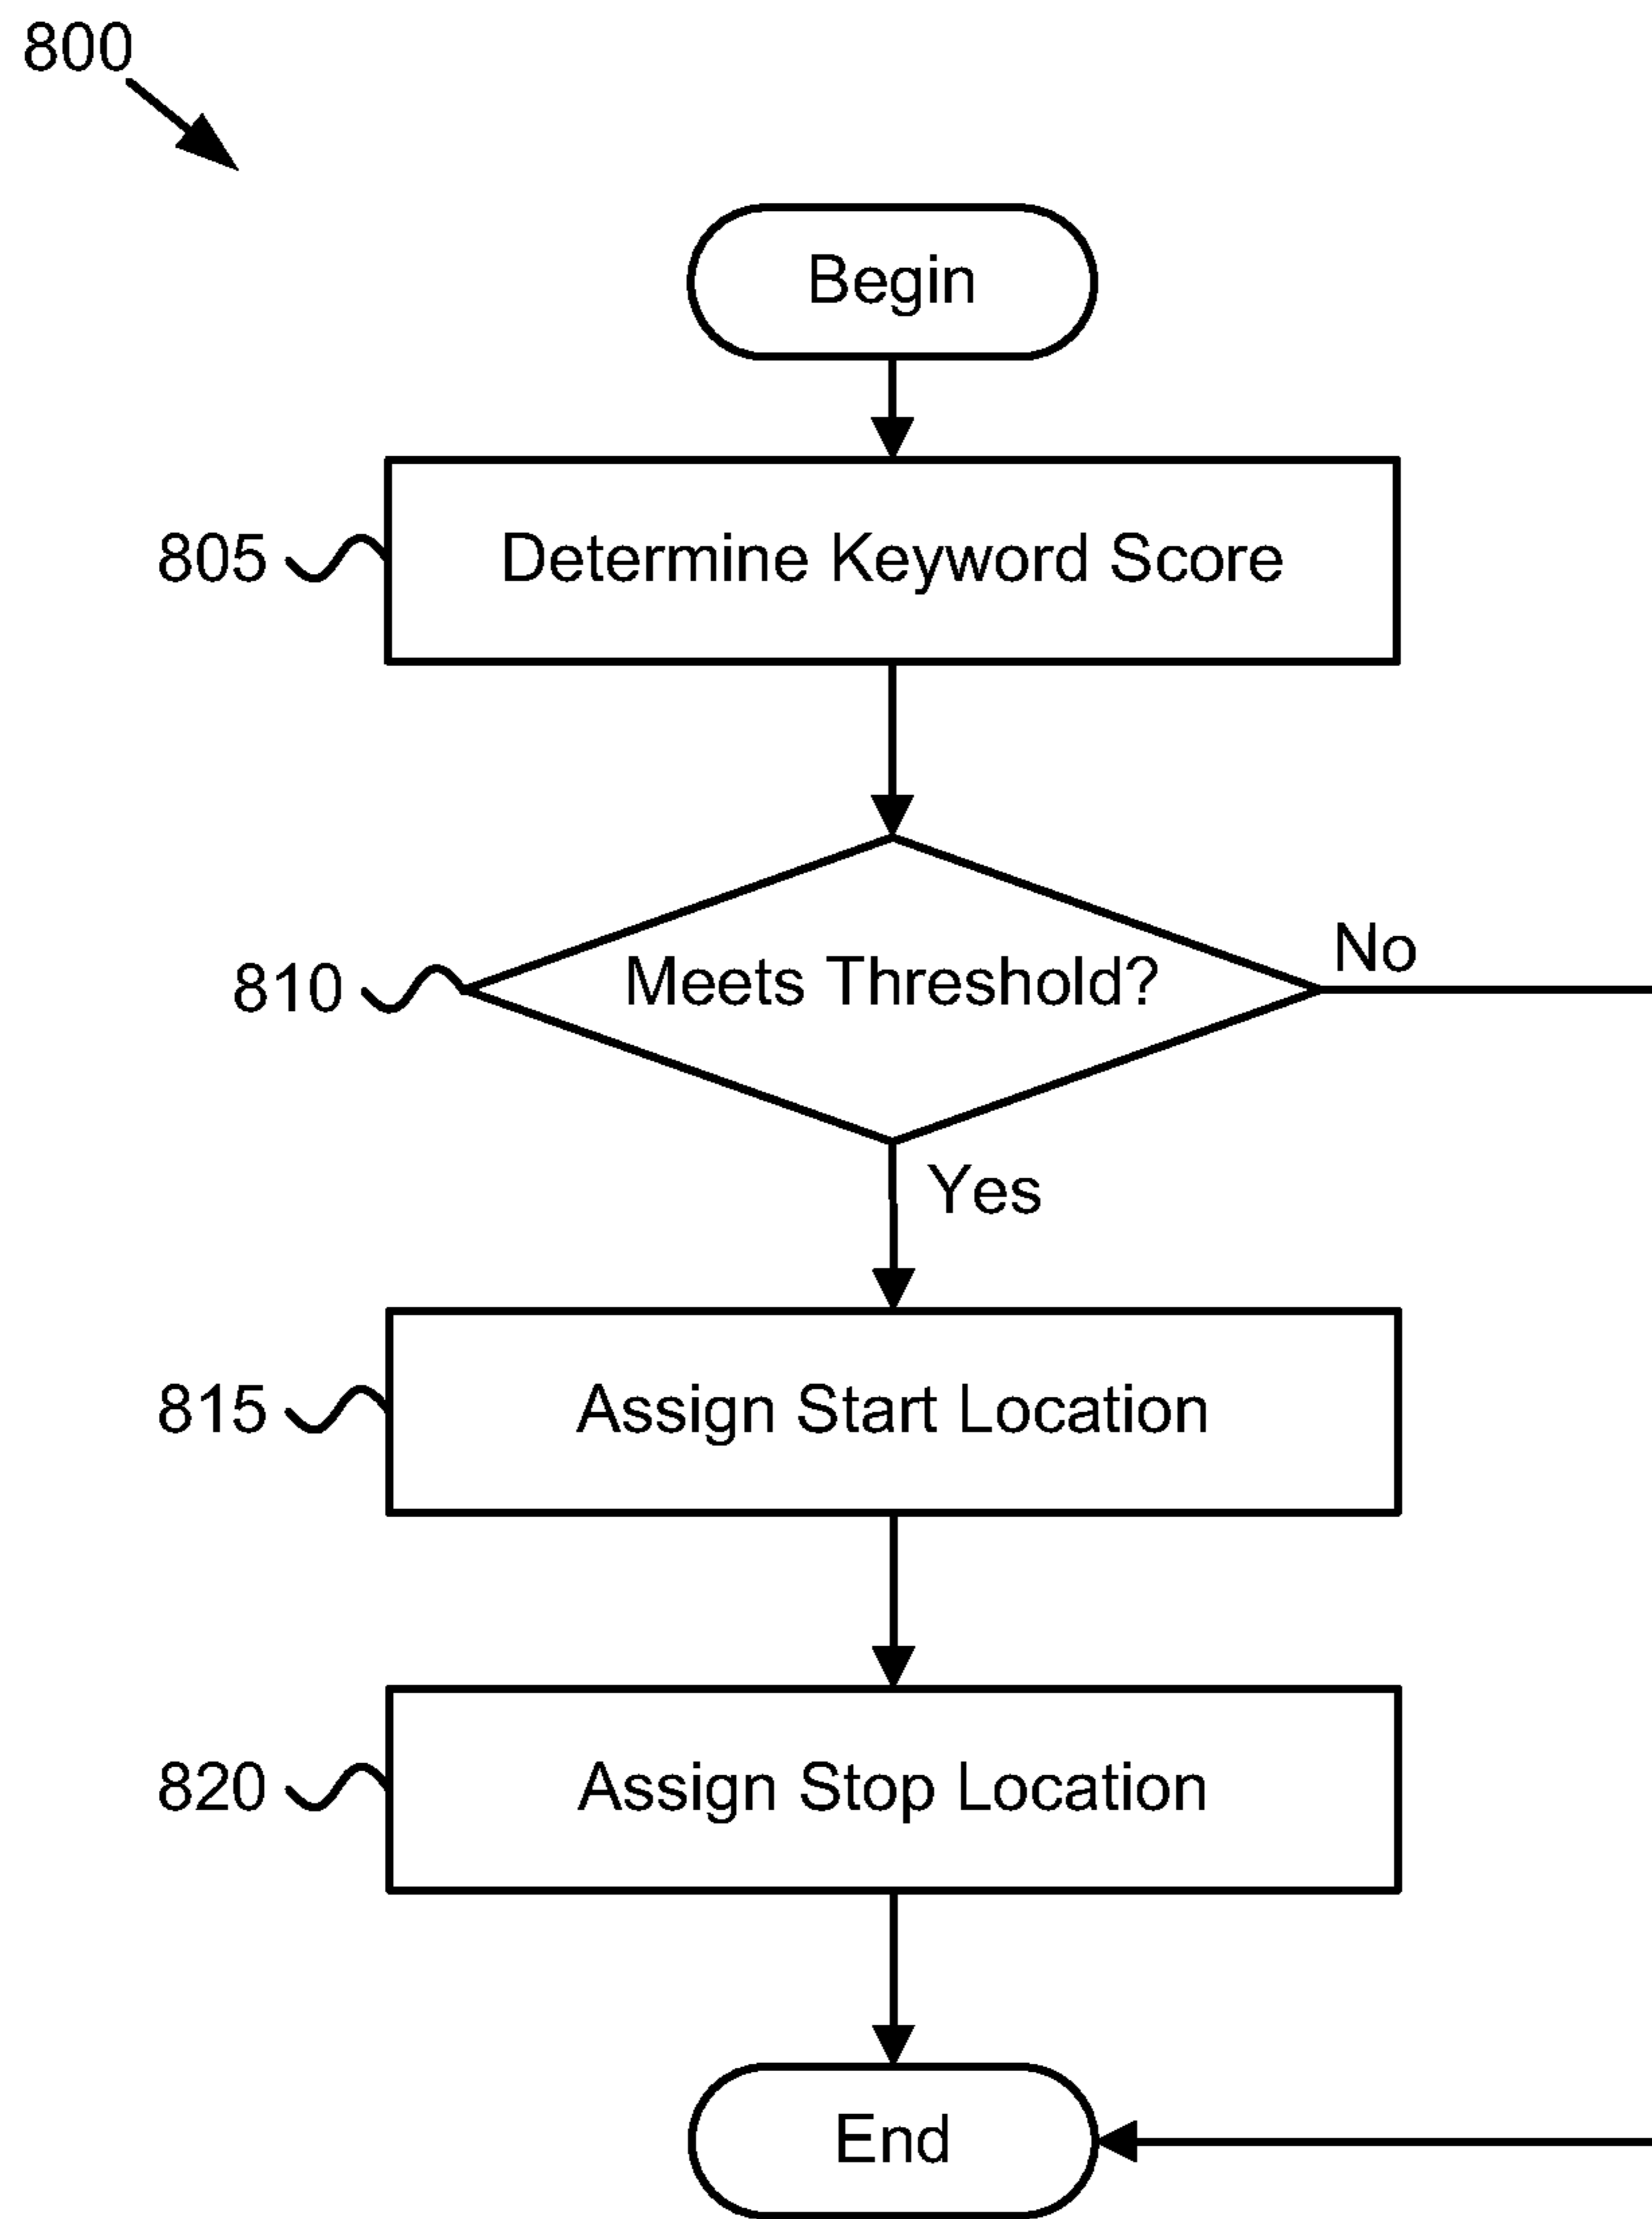 800
Begin
805 Determine Keyword Score
810 Meets Threshold? No
Yes
815 Assign Start Location
820 Assign Stop Location
End